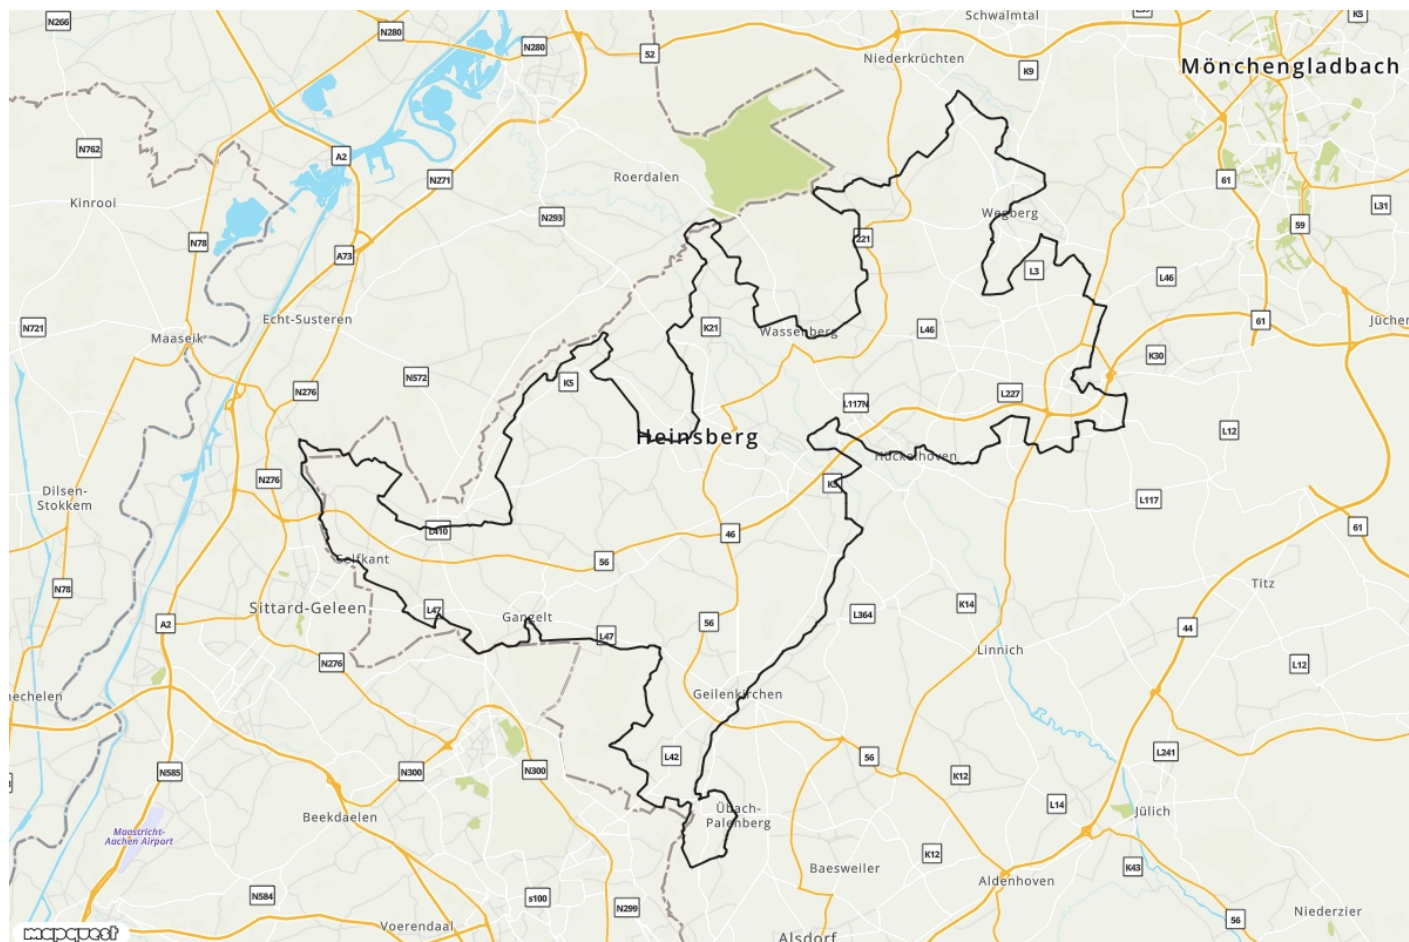 N266
N280
Schwalmtal
K5
N280
52
Niederkrüchten
K9
Mönchengladbach
N762
A2
N271
Roerdalen
61
Kinrooi
N293
Wegberg
L31
59
N78
221
A73
L3
L46
Echt-Susteren
61
Jüchen
N721
Maaseik
K21
Wassenberg
L46
K30
N572
K5
N276
L227
L117N
L12
Heinsberg
Hückelhoven
N276
K5
Dilsen-
Stokkem
L117
L410
46
61
Selfkant
56
N78
Titz
Sittard-Geleen
L47
K14
A2
Gangelt
L47
56
L364
44
Linnich
N276
L12
Geilenkirchen
L42
56
L241
N585
N300
N300
K12
Beekdaelen
L14
Übach-
Palenberg
Jülich
Maastricht-
Aachen Airport
K12
Baesweiler
K43
Aldenhoven
N584
s100
N299
Niederzier
56
Voerendaal
Alsdorf
mapquest